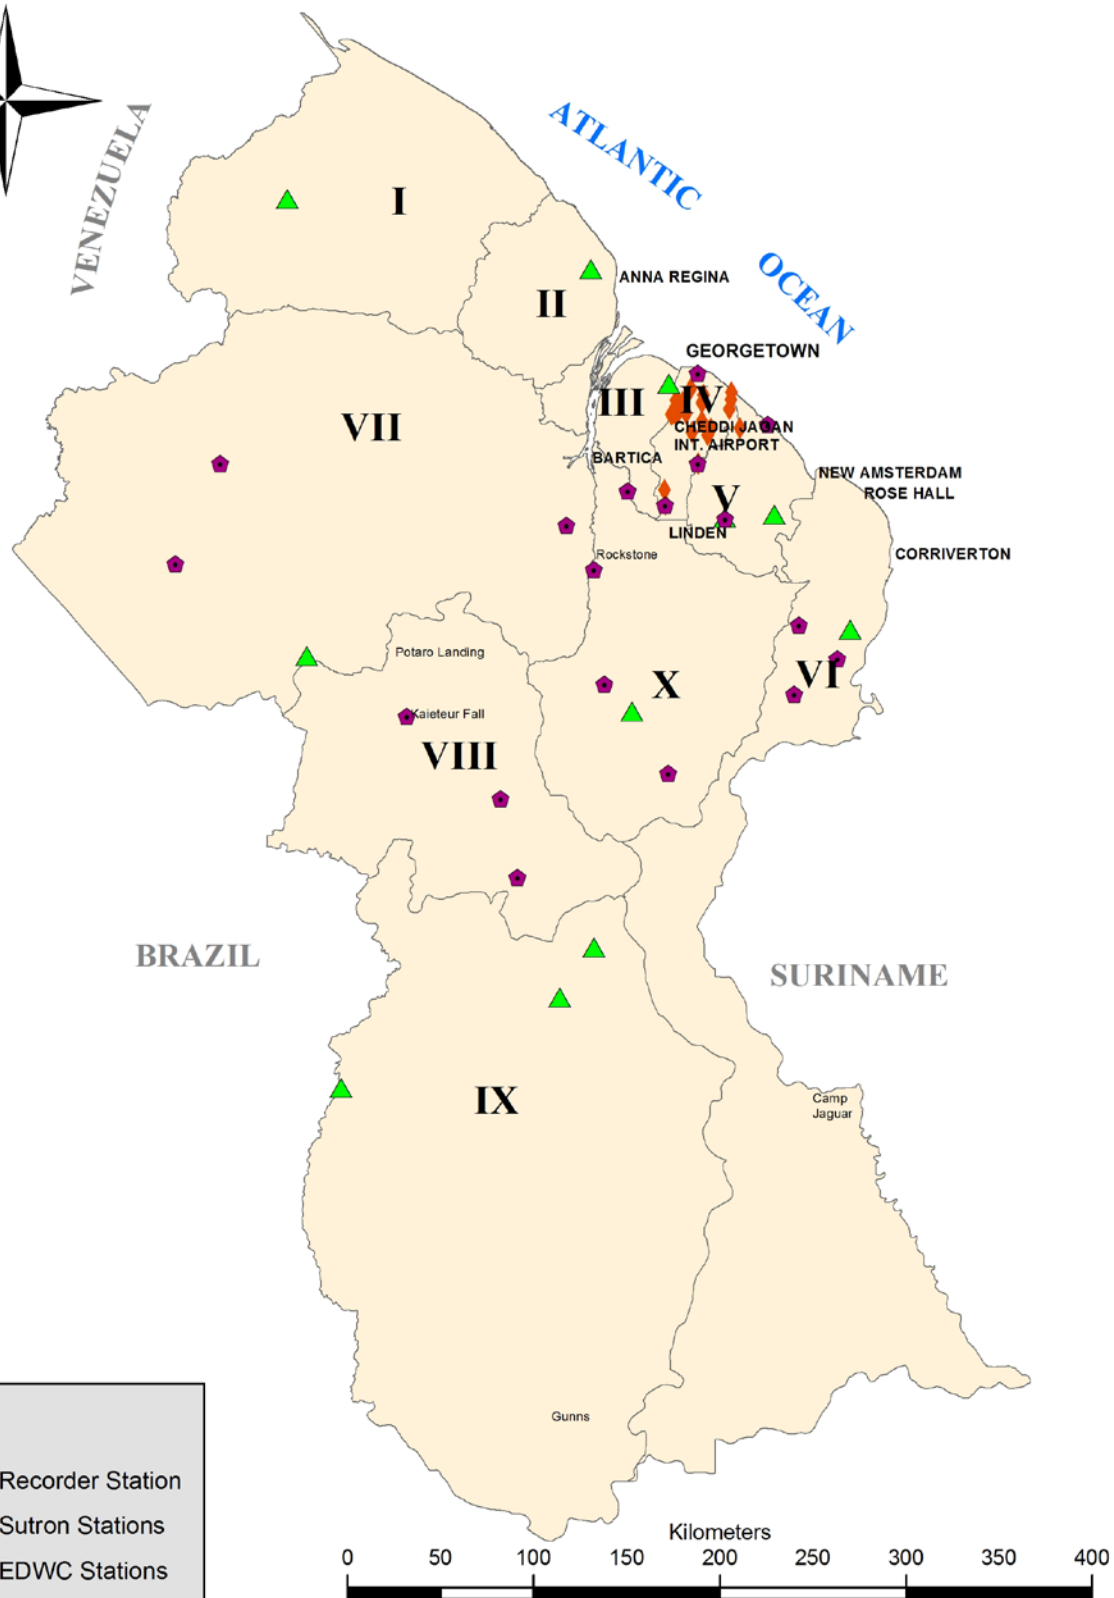 VENEZUELA
ATLANTIC
OCEAN
I
II
ANNA REGINA
GEORGETOWN
III
IV
VII
CHEDDI JAGAN
INT. AIRPORT
BARTICA
NEW AMSTERDAM
ROSE HALL
V
LINDEN
Rockstone
CORRIVERTON
Potaro Landing
VI
X
Kaieteur Fall
VIII
BRAZIL
SURINAME
IX
Camp
Jaguar
Gunns
Recorder Station
Sutron Stations
EDWC Stations
Kilometers
0 50 100 150 200 250 300 350 400